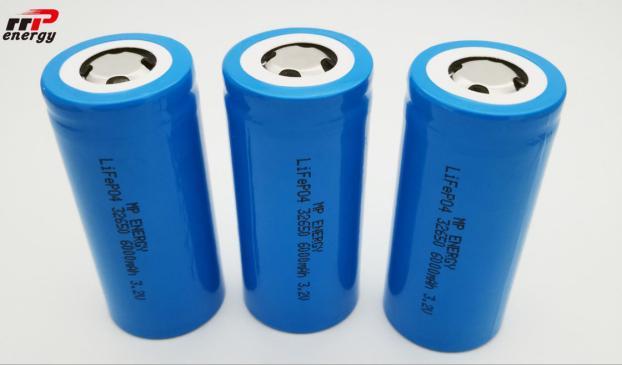 MP
energy
MP ENERGY
LiFePO4 32650 6000mAh 3.2V
MP ENERGY
LiFePO4 32650 6000mAh 3.2V
MP ENERGY
LiFePO4 32650 6000mAh 3.2V